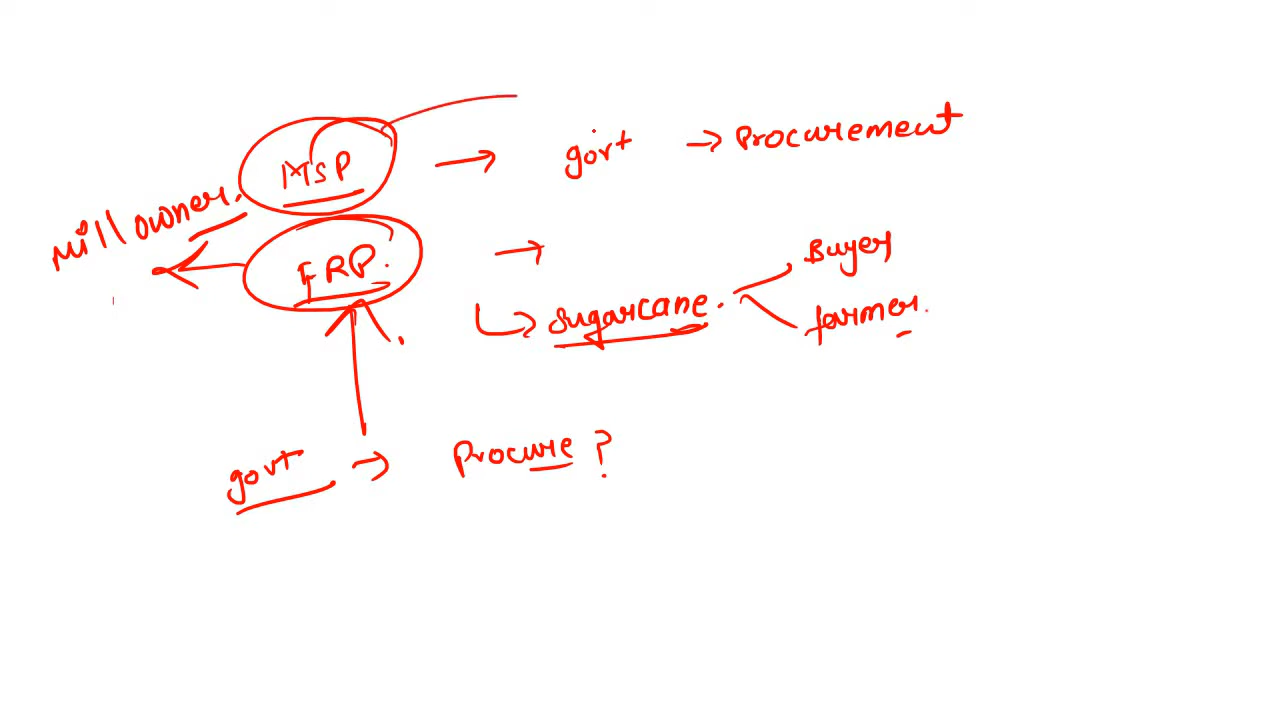 MSP → govt → Procurement
Mill owner.
FRP. →
↳ Sugarcane.
Buyer
farmer.
govt → Procure ?